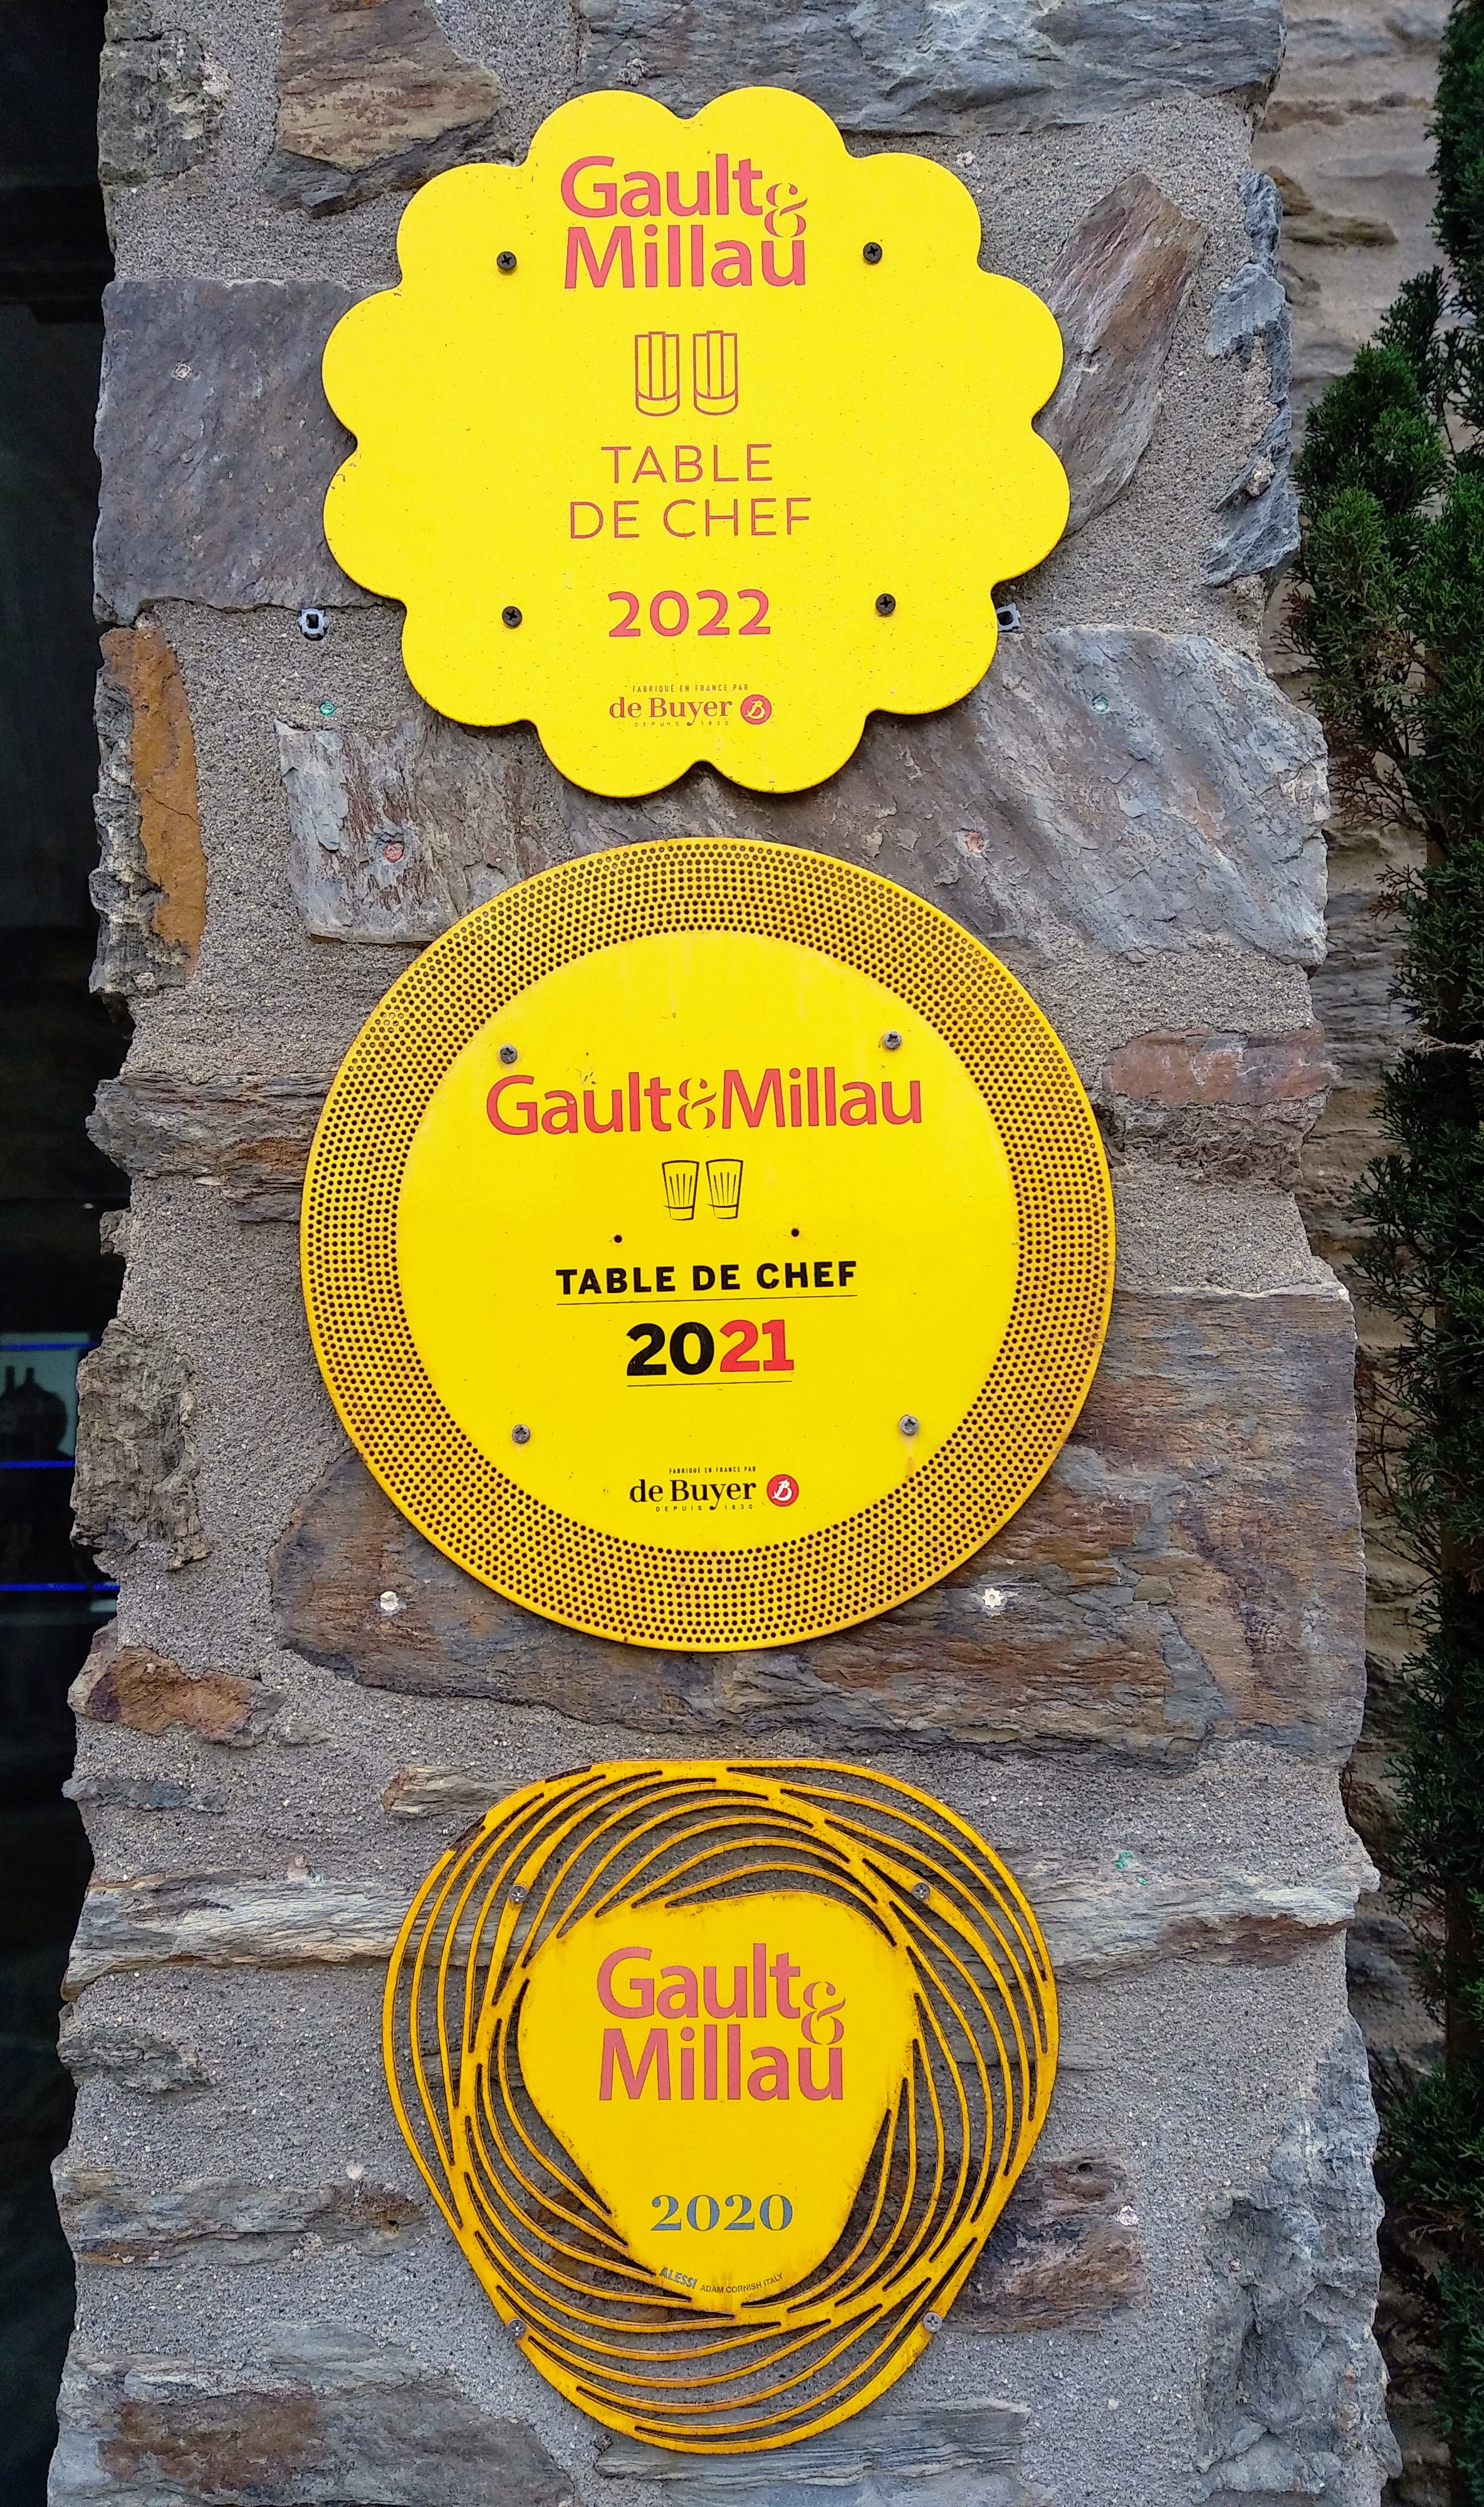 Gault&
Millau
TABLE
DE CHEF
2022
FABRIQUÉ EN FRANCE PAR
de Buyer B
DEPUIS 1830
Gault&Millau
TABLE DE CHEF
2021
FABRIQUÉ EN FRANCE PAR
de Buyer B
DEPUIS 1830
Gault&
Millau
2020
ALESSI ADAM CORNISH ITALY